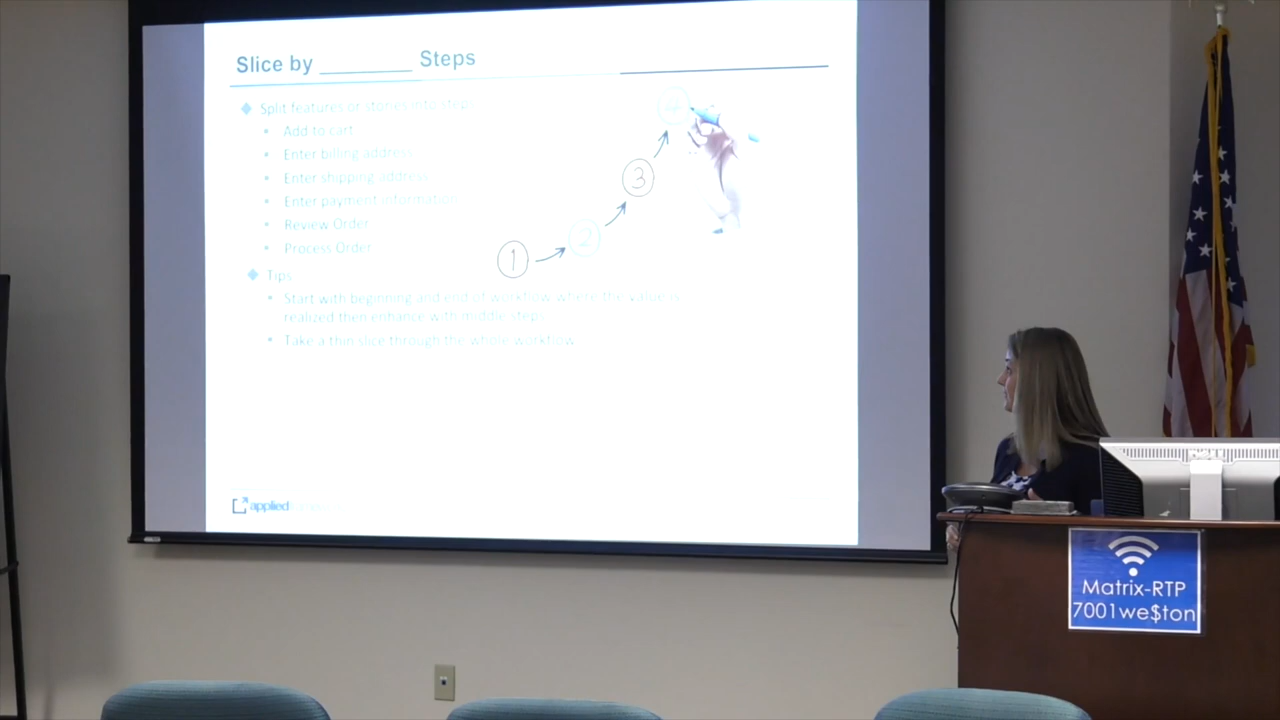 Slice by ________ Steps
Split features or stories into steps
Add to cart
Enter billing address
Enter shipping address
Enter payment information
Review Order
Process Order
Tips
Start with beginning and end of workflow where the value is
realized then enhance with middle steps
Take a thin slice through the whole workflow
1
2
3
4
applied
Matrix-RTP
7001we$ton